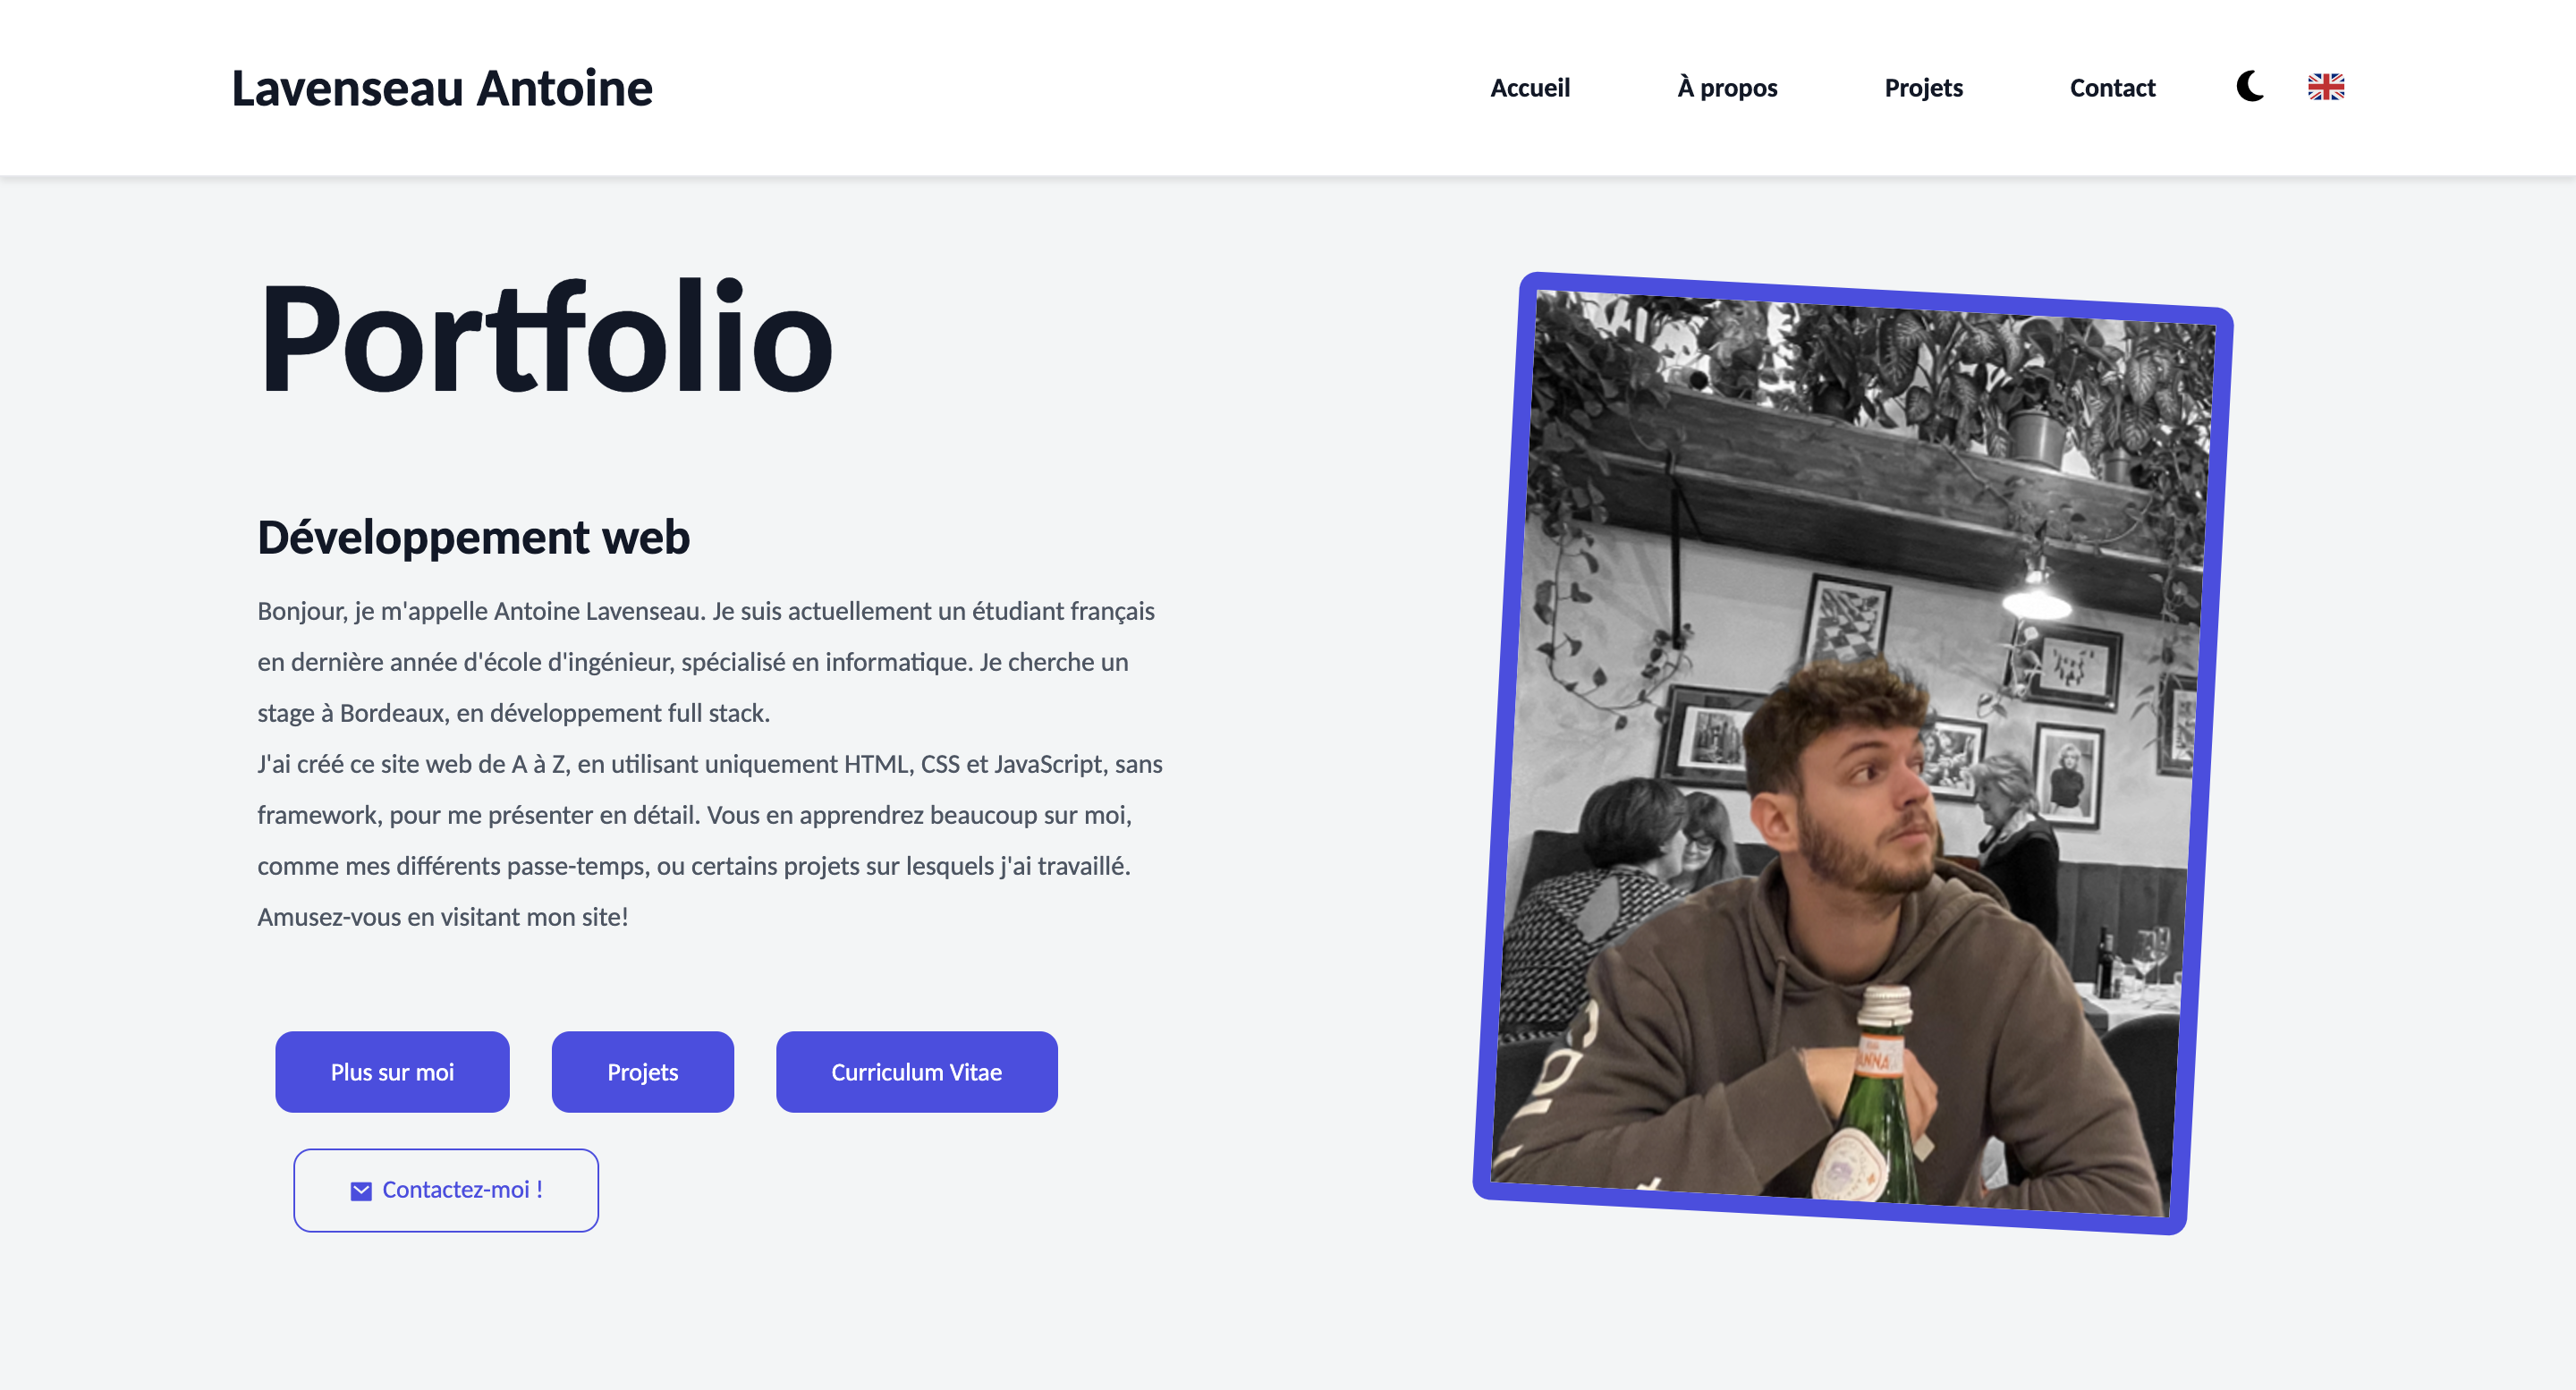 Lavenseau Antoine
Accueil
À propos
Projets
Contact
Portfolio
Développement web
Bonjour, je m'appelle Antoine Lavenseau. Je suis actuellement un étudiant français
en dernière année d'école d'ingénieur, spécialisé en informatique. Je cherche un
stage à Bordeaux, en développement full stack.
J'ai créé ce site web de A à Z, en utilisant uniquement HTML, CSS et JavaScript, sans
framework, pour me présenter en détail. Vous en apprendrez beaucoup sur moi,
comme mes différents passe-temps, ou certains projets sur lesquels j'ai travaillé.
Amusez-vous en visitant mon site!
Plus sur moi
Projets
Curriculum Vitae
Contactez-moi !